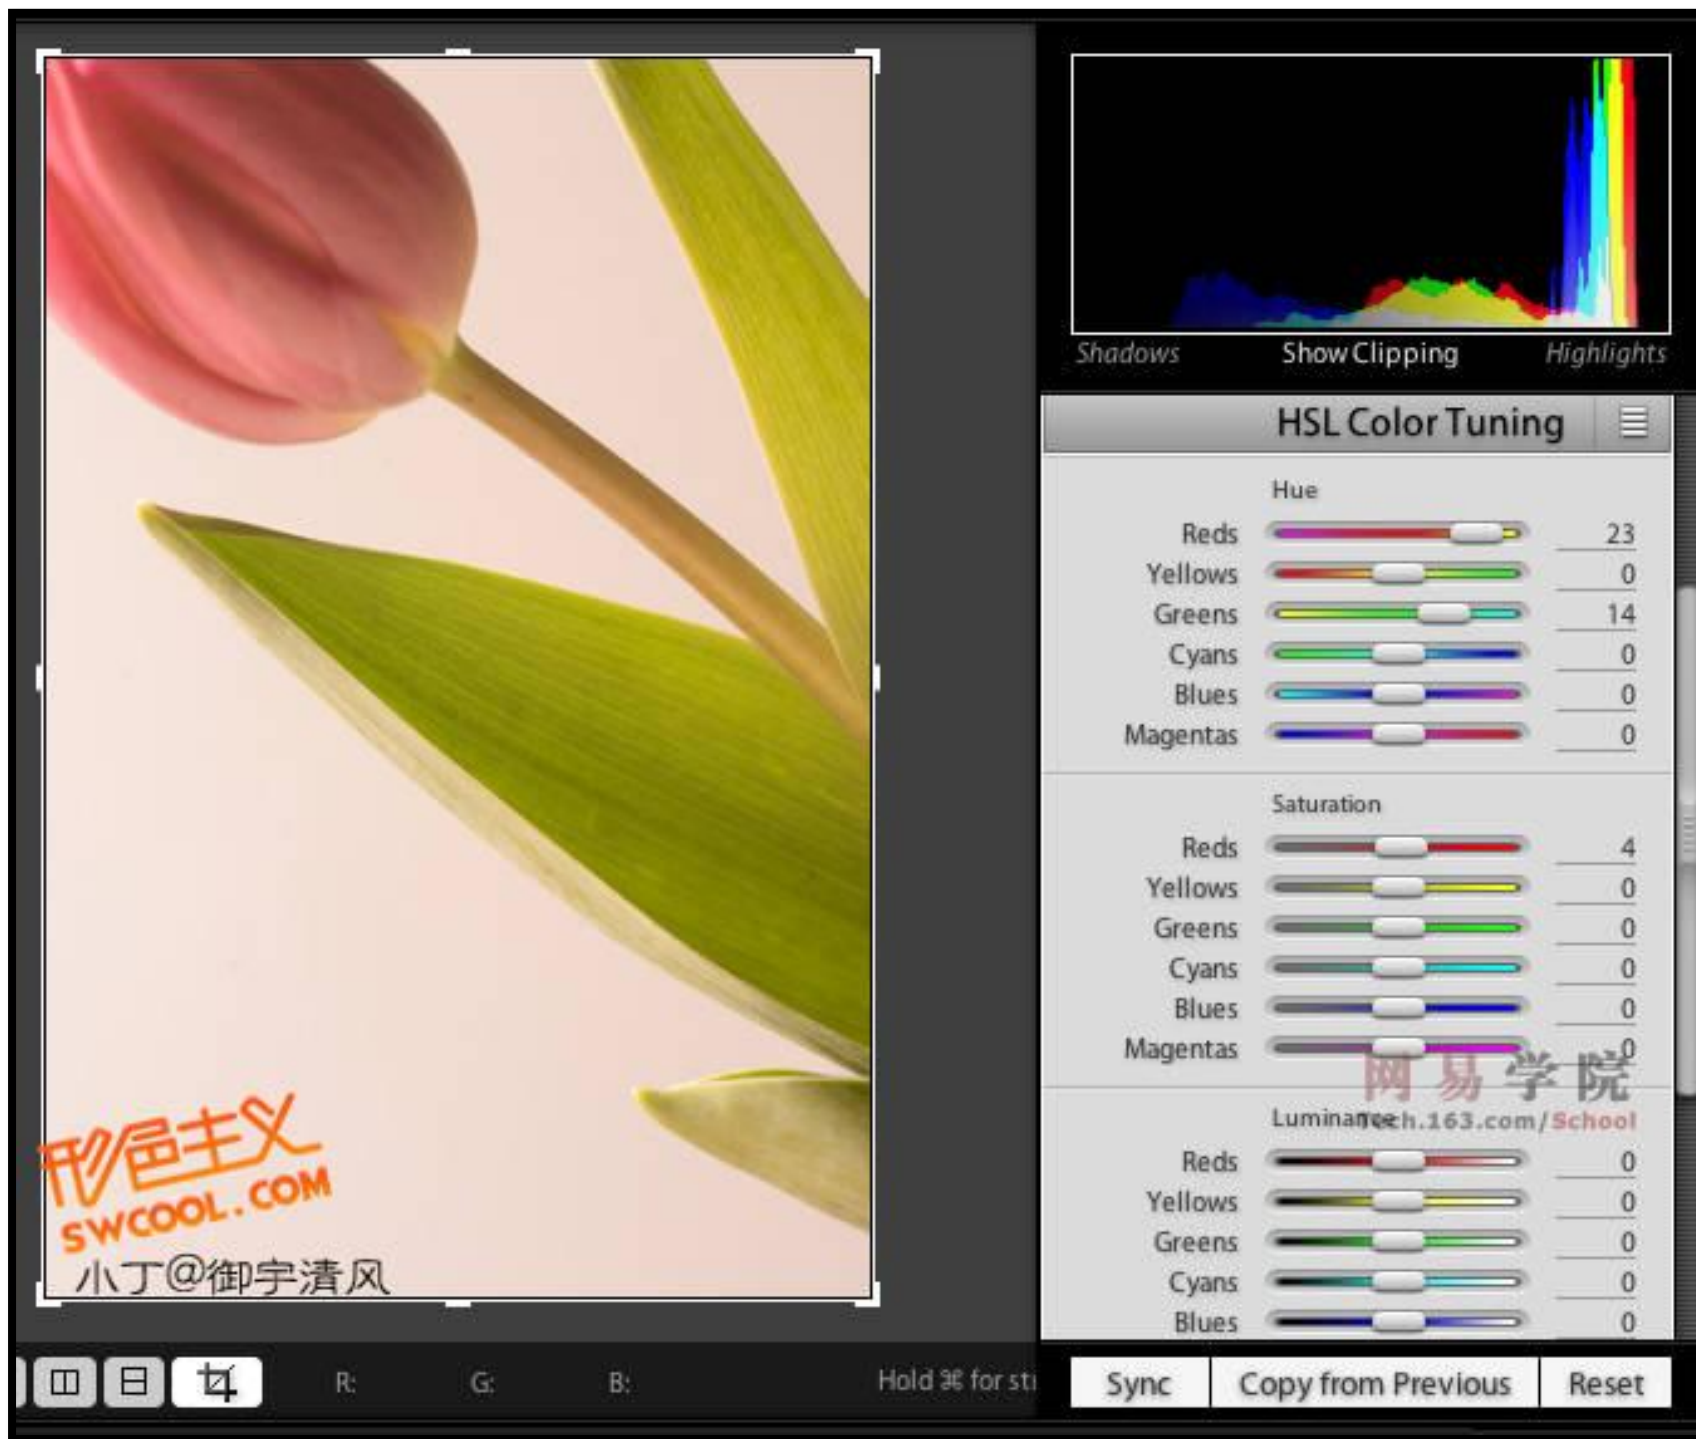 Shadows
Show Clipping
Highlights
HSL Color Tuning
Hue
Reds 23
Yellows 0
Greens 14
Cyans 0
Blues 0
Magentas 0
Saturation
Reds 4
Yellows 0
Greens 0
Cyans 0
Blues 0
Magentas 0
网易学院
Luminance
Tech.163.com/School
Reds 0
Yellows 0
Greens 0
Cyans 0
Blues 0
形色主义
SWCOOL.COM
小丁@御宇清风
R: G: B: Hold ⌘ for
Sync Copy from Previous Reset